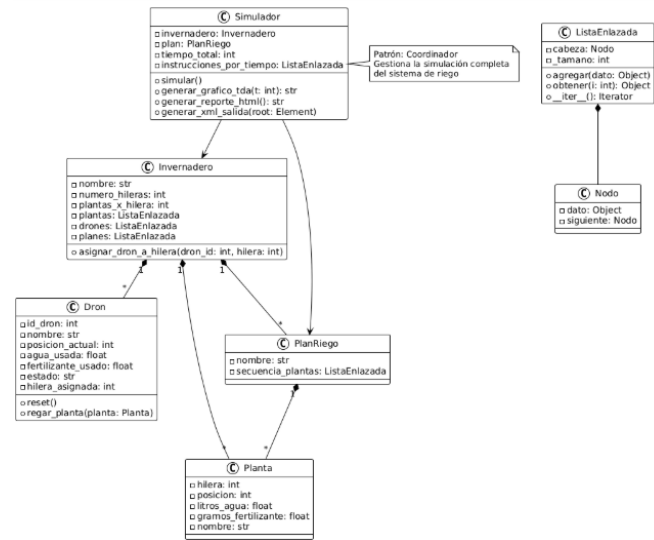 C Simulador
invernadero: Invernadero
plan: PlanRiego
tiempo_total: int
instrucciones_por_tiempo: ListaEnlazada
simular()
generar_grafico_tda(t: int): str
generar_reporte_html(): str
generar_xml_salida(root: Element)
Patrón: Coordinador
Gestiona la simulación completa
del sistema de riego
C ListaEnlazada
cabeza: Nodo
_tamano: int
agregar(dato: Object)
obtener(i: int): Object
__iter__(): Iterator
C Invernadero
nombre: str
numero_hileras: int
plantas_x_hilera: int
plantas: ListaEnlazada
drones: ListaEnlazada
planes: ListaEnlazada
asignar_dron_a_hilera(dron_id: int, hilera: int)
C Nodo
dato: Object
siguiente: Nodo
1
1
1
*
*
C Dron
id_dron: int
nombre: str
posicion_actual: int
agua_usada: float
fertilizante_usado: float
estado: str
hilera_asignada: int
reset()
regar_planta(planta: Planta)
C PlanRiego
nombre: str
secuencia_plantas: ListaEnlazada
1
*
*
C Planta
hilera: int
posicion: int
litros_agua: float
gramos_fertilizante: float
nombre: str